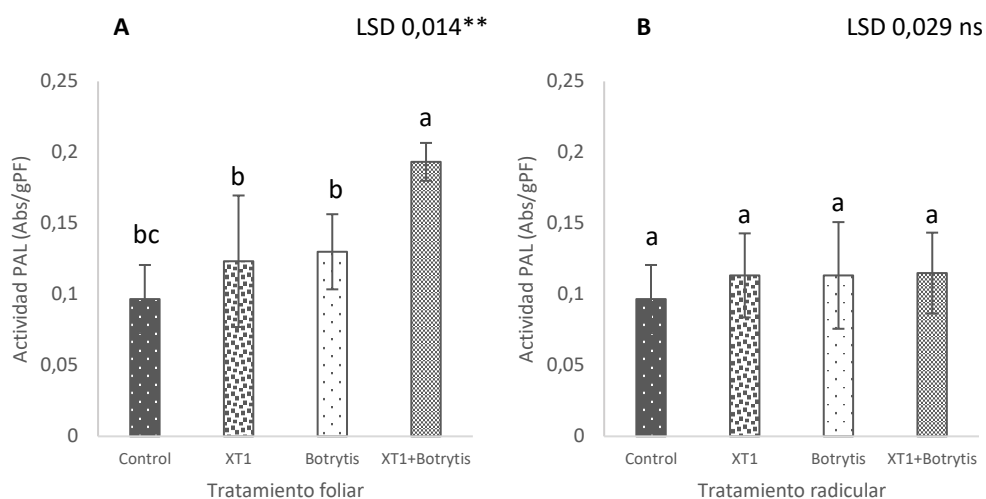 A
LSD 0,014**
Actividad PAL (Abs/gPF)
0,25
0,2
0,15
0,1
0,05
0
bc
b
b
a
Control
XT1
Botrytis
XT1+Botrytis
Tratamiento foliar
B
LSD 0,029 ns
Actividad PAL (Abs/gPF)
0,25
0,2
0,15
0,1
0,05
0
a
a
a
a
Control
XT1
Botrytis
XT1+Botrytis
Tratamiento radicular